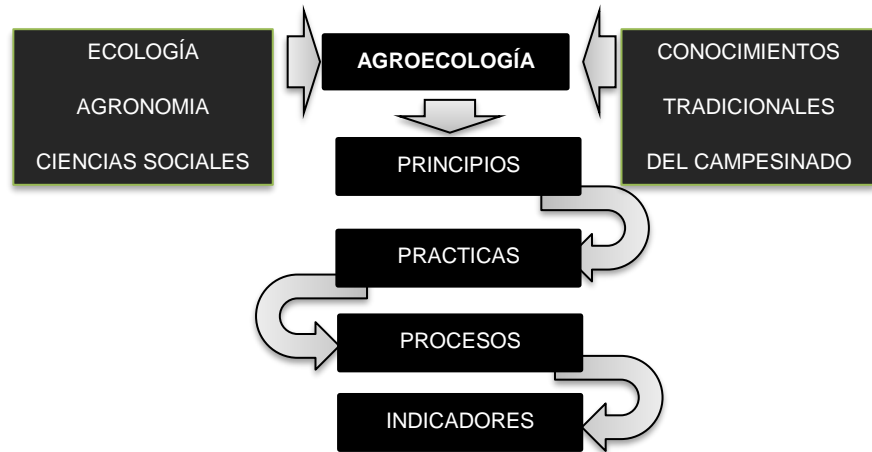 ECOLOGÍA
AGRONOMIA
CIENCIAS SOCIALES
AGROECOLOGÍA
CONOCIMIENTOS
TRADICIONALES
DEL CAMPESINADO
PRINCIPIOS
PRACTICAS
PROCESOS
INDICADORES